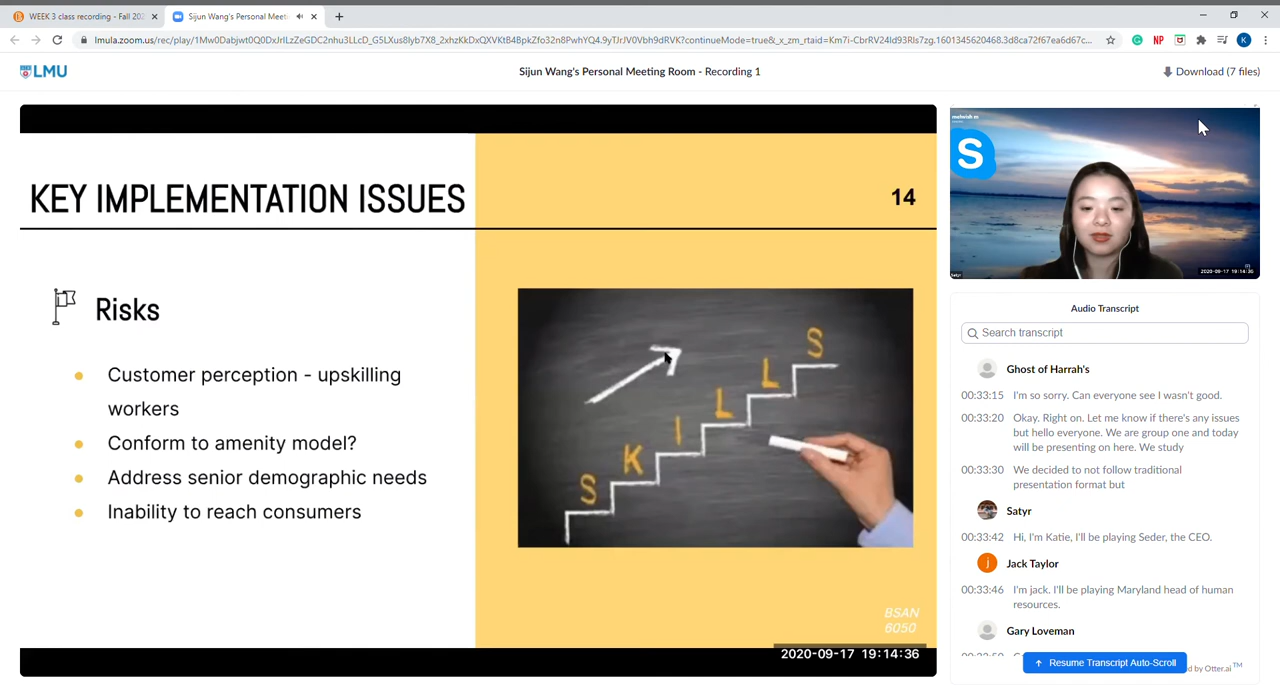 WEEK 3 class recording - Fall 202
Sijun Wang's Personal Meeti
lmula.zoom.us/rec/play/
?continueMode=true&_x_zm_rtaid=
NP
K
LMU
Sijun Wang's Personal Meeting Room - Recording 1
Download (7 files)
KEY IMPLEMENTATION ISSUES
14
Risks
Customer perception - upskilling
workers
Conform to amenity model?
Address senior demographic needs
Inability to reach consumers
SKILLS
BSAN
6050
2020-09-17 19:14:36
mahnish m
S
Satyr
2020-09-17 19:14:36
Audio Transcript
Search transcript
Ghost of Harrah's
00:33:15 I'm so sorry. Can everyone see I wasn't good.
00:33:20 Okay. Right on. Let me know if there's any issues
but hello everyone. We are group one and today
will be presenting on here. We study
00:33:30 We decided to not follow traditional
presentation format but
Satyr
00:33:42 Hi, I'm Katie, I'll be playing Seder, the CEO.
j
Jack Taylor
00:33:46 I'm jack. I'll be playing Maryland head of human
resources.
Gary Loveman
Resume Transcript Auto-Scroll
d by Otter.ai TM